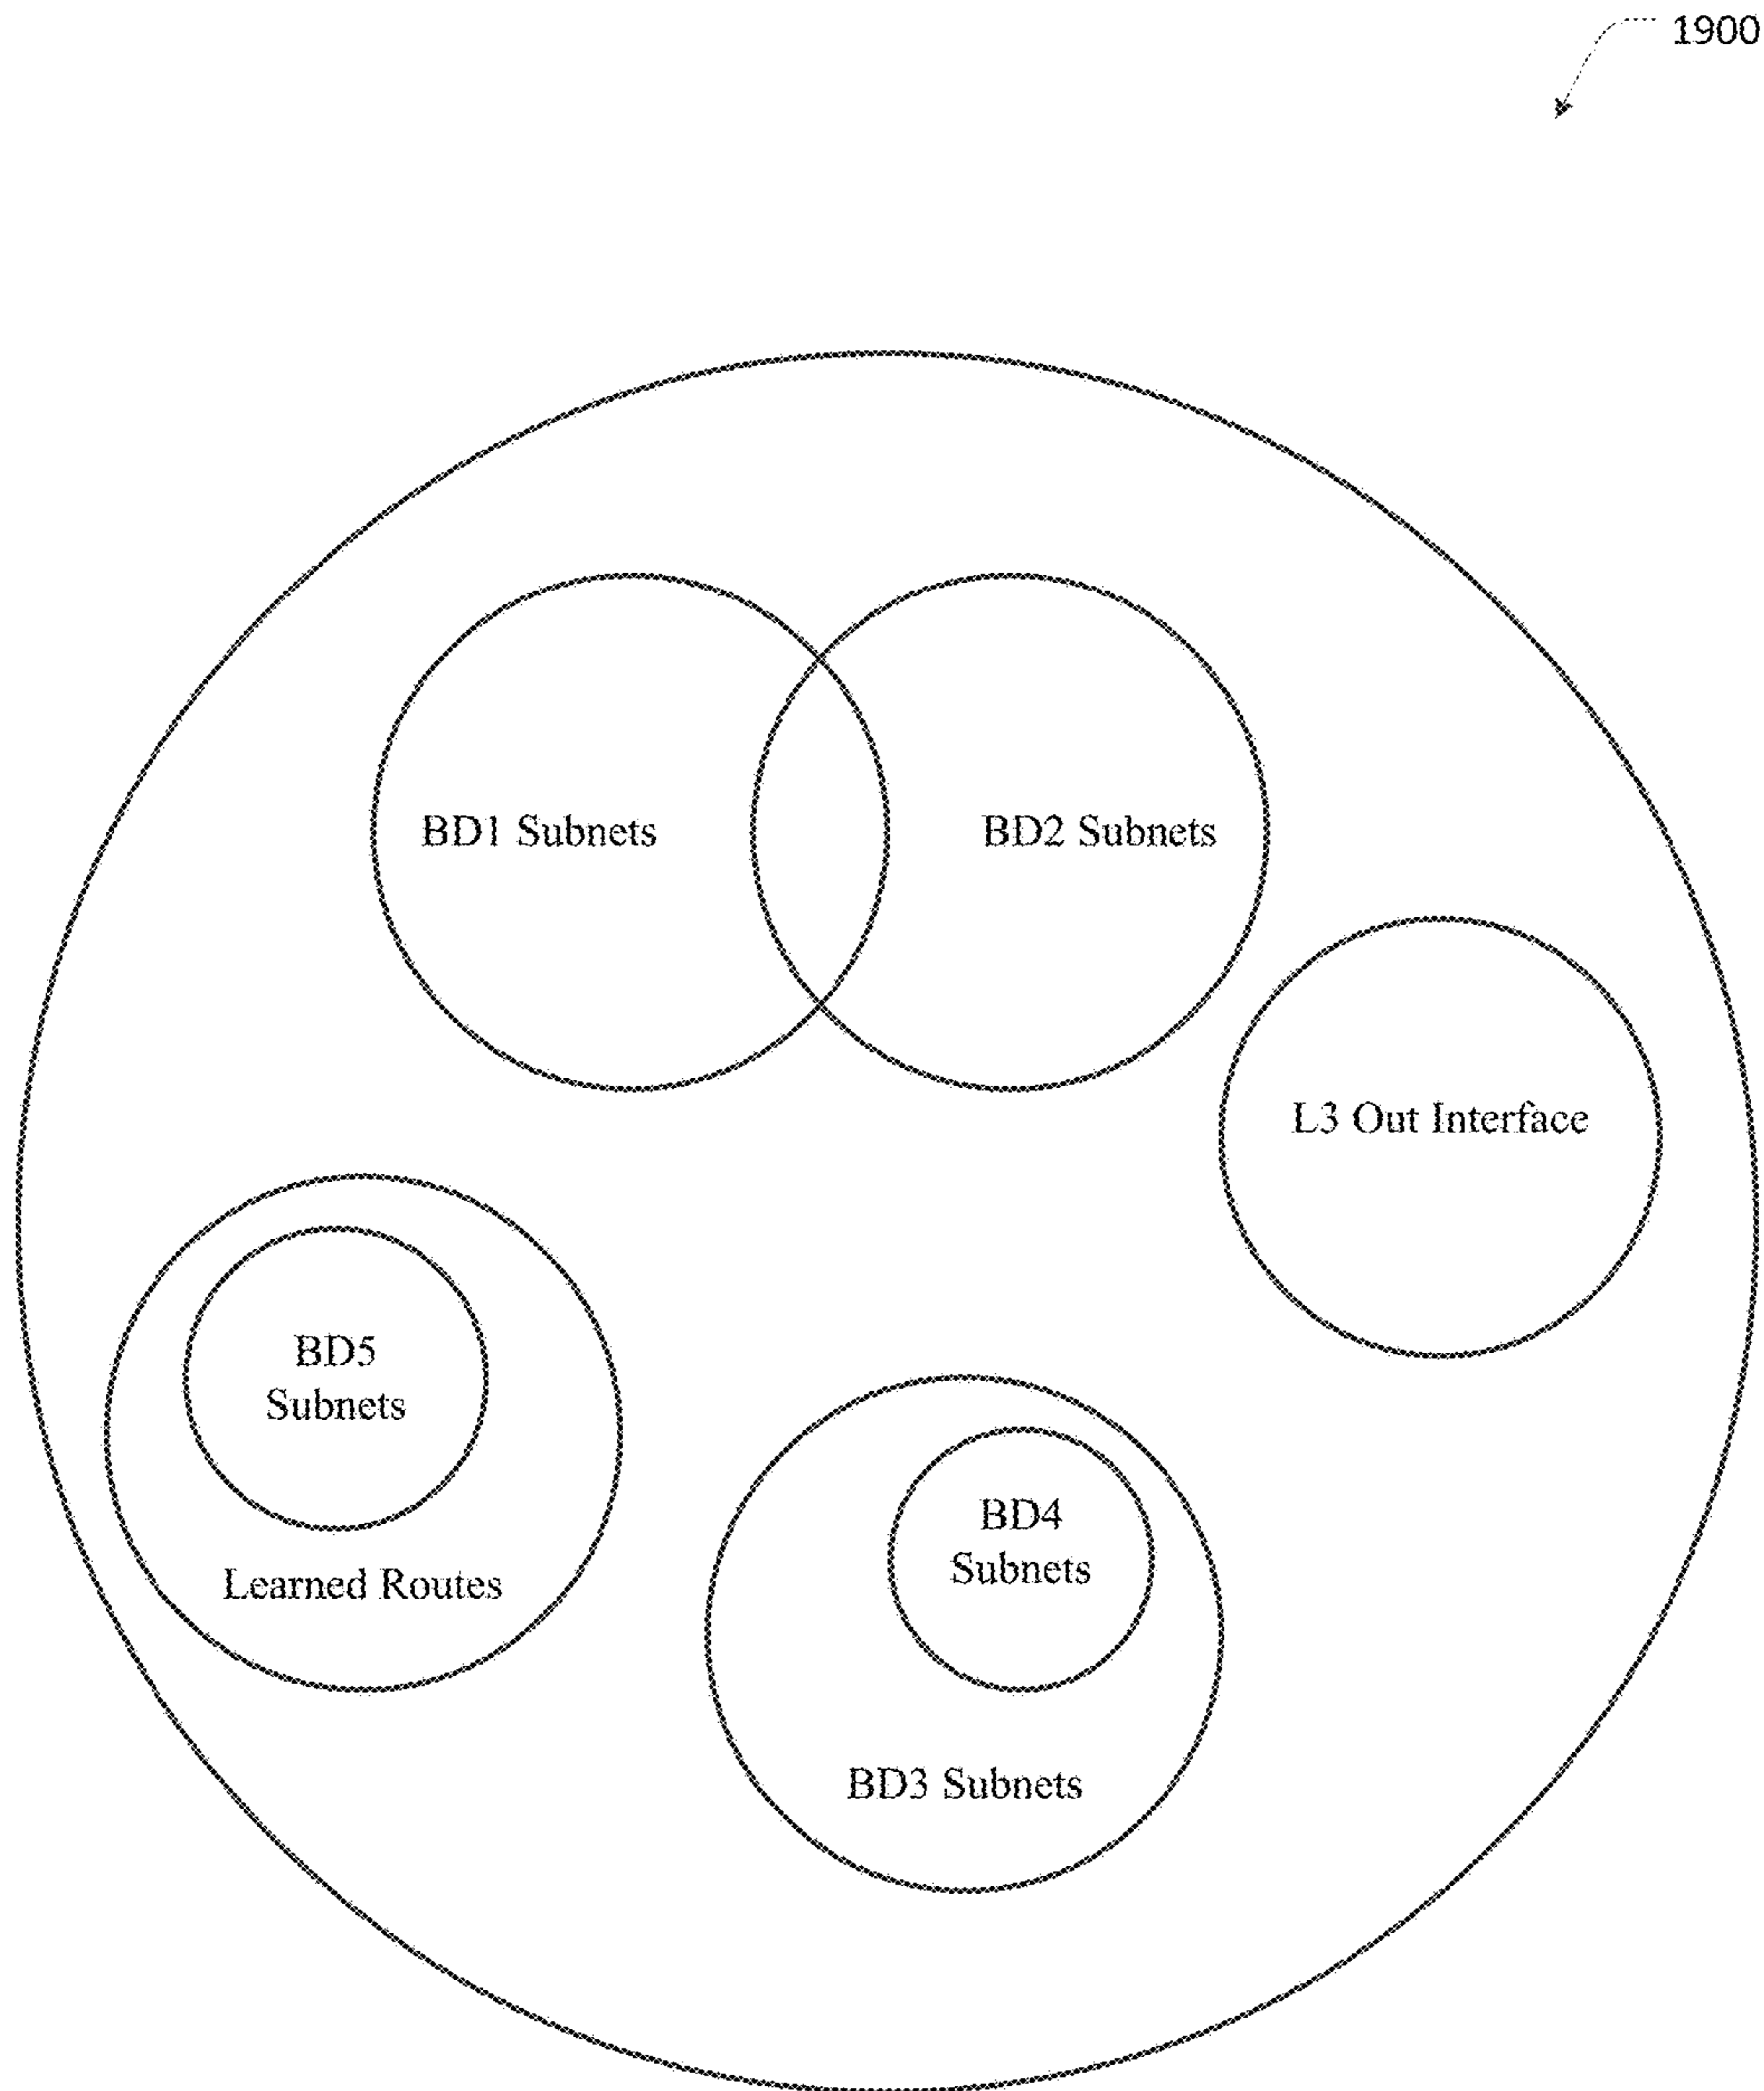 1900
BD1 Subnets
BD2 Subnets
L3 Out Interface
BD5
Subnets
Learned Routes
BD4
Subnets
BD3 Subnets